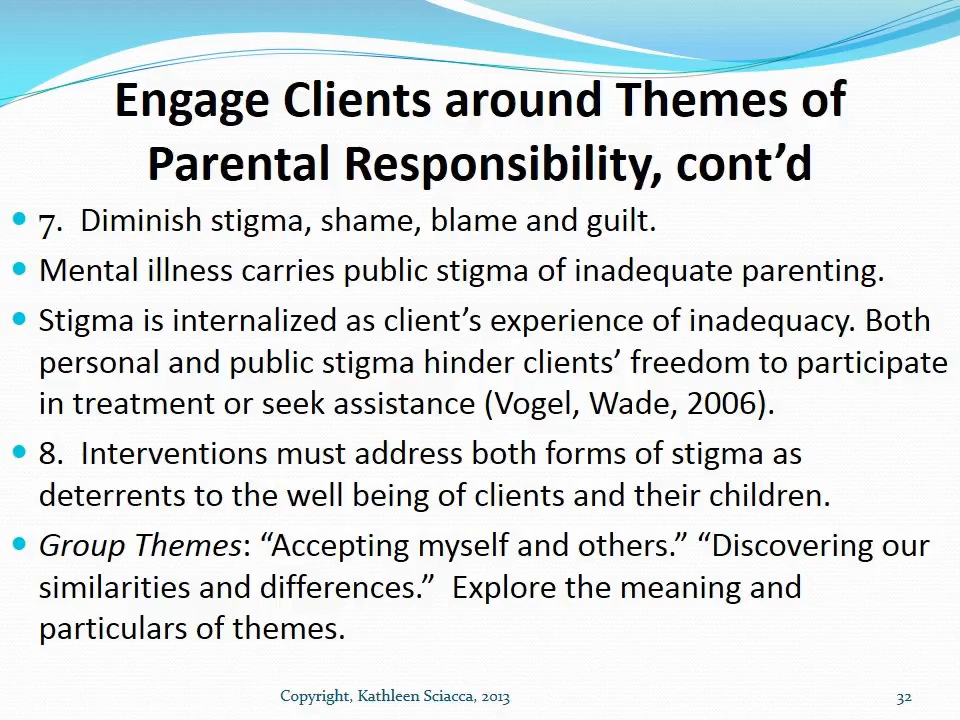 Engage Clients around Themes of
Parental Responsibility, cont’d
• 7.  Diminish stigma, shame, blame and guilt.
• Mental illness carries public stigma of inadequate parenting.
• Stigma is internalized as client’s experience of inadequacy. Both
personal and public stigma hinder clients’ freedom to participate
in treatment or seek assistance (Vogel, Wade, 2006).
• 8.  Interventions must address both forms of stigma as
deterrents to the well being of clients and their children.
• Group Themes: “Accepting myself and others.” “Discovering our
similarities and differences.”  Explore the meaning and
particulars of themes.
Copyright, Kathleen Sciacca, 2013
32